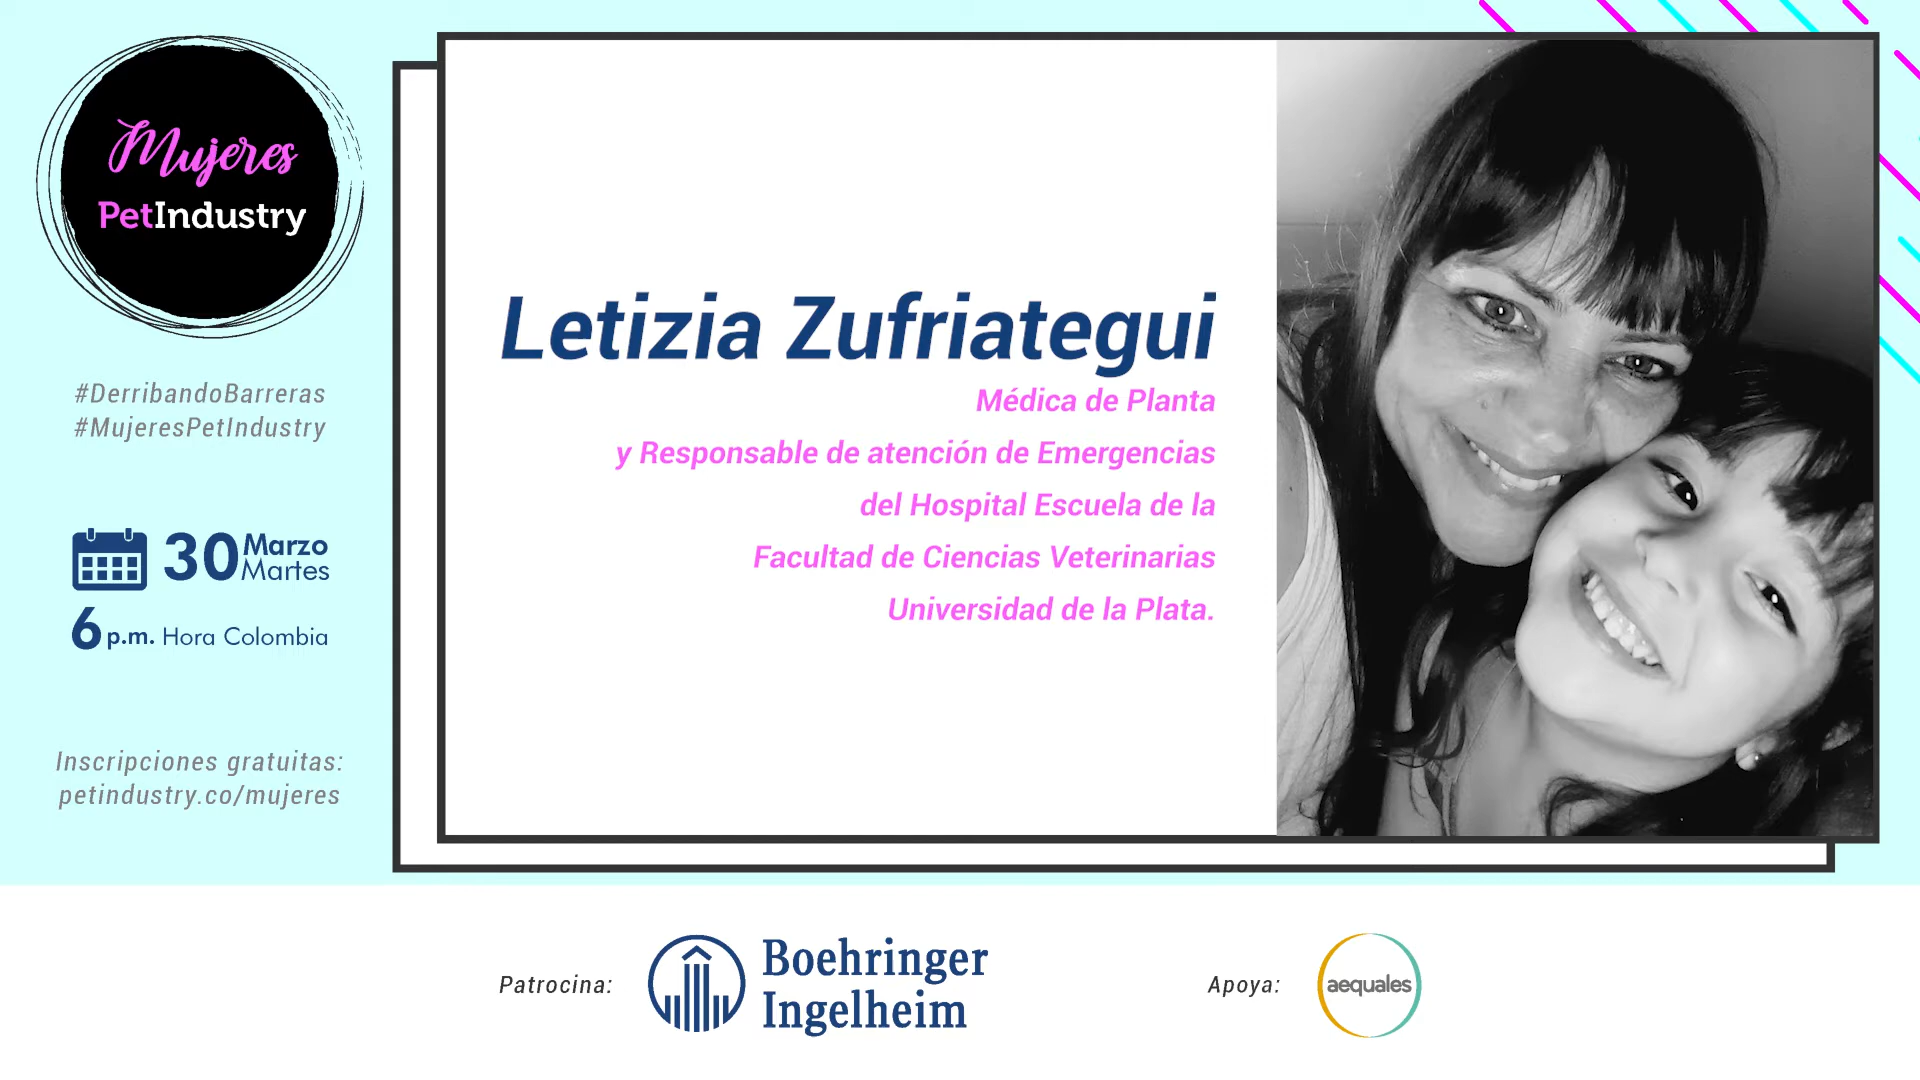 Mujeres
PetIndustry
#DerribandoBarreras
#MujeresPetIndustry
30 Marzo
Martes
6 p.m. Hora Colombia
Inscripciones gratuitas:
petindustry.co/mujeres
Letizia Zufriategui
Médica de Planta
y Responsable de atención de Emergencias
del Hospital Escuela de la
Facultad de Ciencias Veterinarias
Universidad de la Plata.
Patrocina:
Boehringer
Ingelheim
Apoya:
aequales